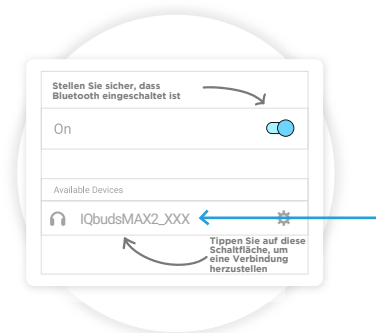 Stellen Sie sicher, dass
Bluetooth eingeschaltet ist
On
Available Devices
IQbudsMAX2_XXX
Tippen Sie auf diese
Schaltfläche, um
eine Verbindung
herzustellen